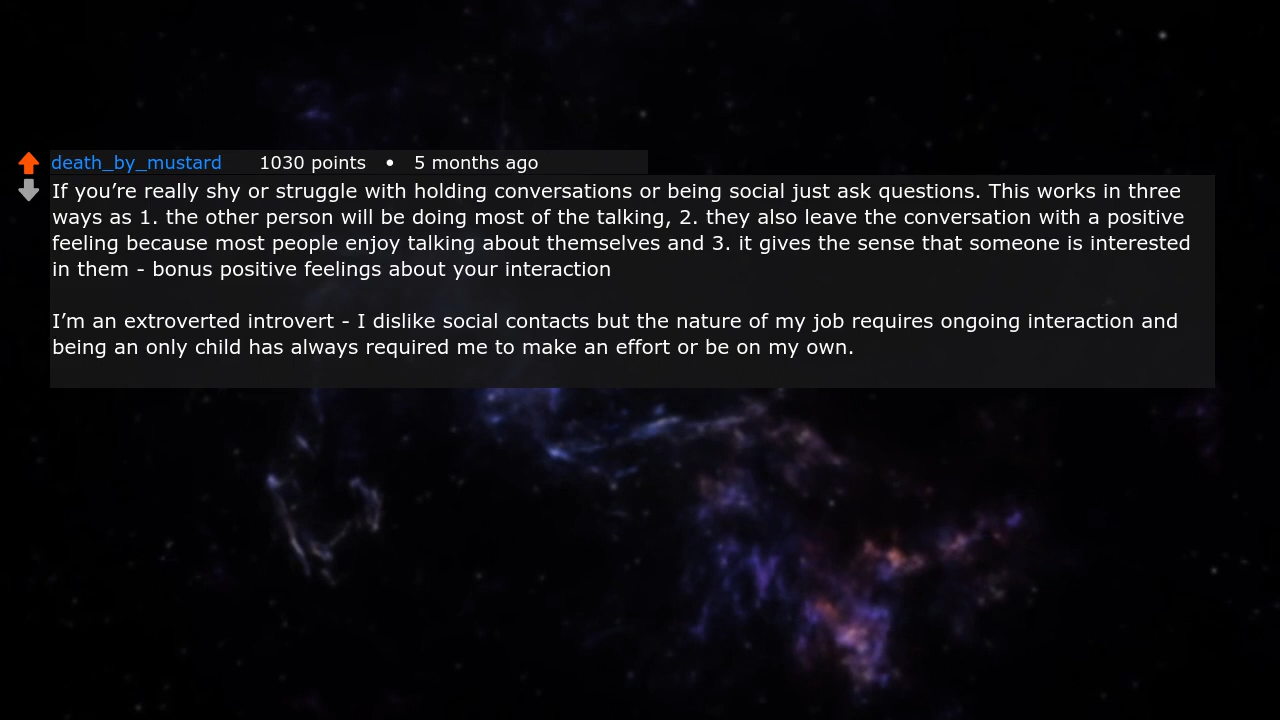 death_by_mustard 1030 points • 5 months ago
If you’re really shy or struggle with holding conversations or being social just ask questions. This works in three
ways as 1. the other person will be doing most of the talking, 2. they also leave the conversation with a positive
feeling because most people enjoy talking about themselves and 3. it gives the sense that someone is interested
in them - bonus positive feelings about your interaction
I’m an extroverted introvert - I dislike social contacts but the nature of my job requires ongoing interaction and
being an only child has always required me to make an effort or be on my own.